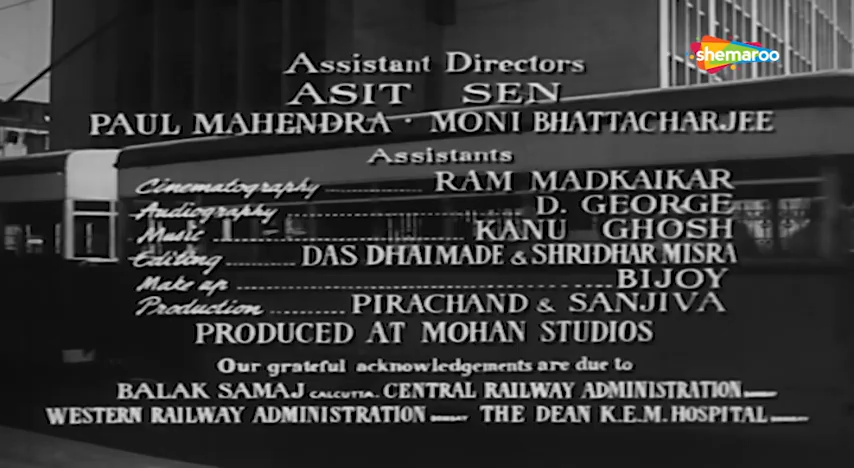 shemaroo
Assistant Directors
ASIT SEN
PAUL MAHENDRA · MONI BHATTACHARJEE
Assistants
Cinematography ............ RAM MADKAIKAR
Audiography ............ D. GEORGE
Music ............ KANU GHOSH
Editing ............ DAS DHAIMADE & SHRIDHAR MISRA
Make up ............ BIJOY
Production .......... PIRACHAND & SANJIVA
PRODUCED AT MOHAN STUDIOS
Our grateful acknowledgements are due to
BALAK SAMAJ CALCUTTA. CENTRAL RAILWAY ADMINISTRATION
WESTERN RAILWAY ADMINISTRATION THE DEAN K.E.M. HOSPITAL